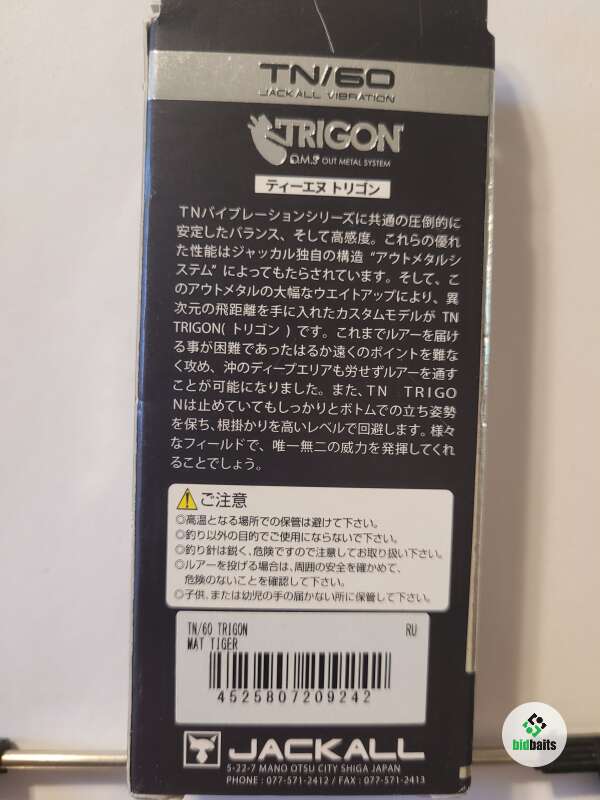 TN/60
JACKALL VIBRATION
TRIGON
O.M.S OUT METAL SYSTEM
ティーエヌ トリゴン
TNバイブレーションシリーズに共通の圧倒的に
安定したバランス、そして高感度。これらの優れ
た性能はジャッカル独自の構造 “アウトメタルシ
ステム” によってもたらされています。そして、こ
のアウトメタルの大幅なウエイトアップにより、異
次元の飛距離を手に入れたカスタムモデルが TN
TRIGON( トリゴン ) です。これまでルアーを届け
る事が困難であったはるか遠くのポイントを難な
く攻め、沖のディープエリアも労せずルアーを通す
ことが可能になりました。また、TN TRIGO
Nは止めていてもしっかりとボトムでの立ち姿勢
を保ち、根掛かりを高いレベルで回避します。様々
なフィールドで、唯一無二の威力を発揮してくれ
ることでしょう。
ご注意
◎高温となる場所での保管は避けて下さい。
◎釣り以外の目的でご使用にならないで下さい。
◎釣り針は鋭く、危険ですので注意してお取り扱い下さい。
◎ルアーを投げる場合は、周囲の安全を確かめて、
危険のないことを確認して下さい。
◎子供、または幼児の手の届かない所に保管して下さい。
TN/60 TRIGON RU
MAT TIGER
4525807209242
JACKALL
5-22-7 MANO OTSU CITY SHIGA JAPAN
PHONE : 077-571-2412 / FAX : 077-571-2413
bidbaits